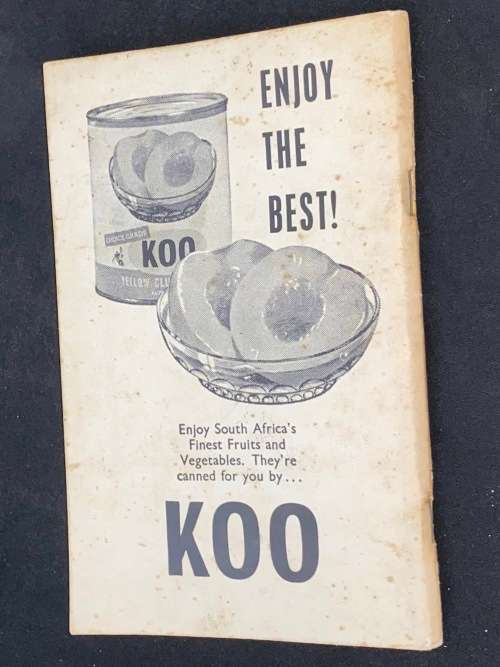 ENJOY
THE
BEST!
CHOICE GRADE
KOO
YELLOW CLI
Enjoy South Africa's
Finest Fruits and
Vegetables. They're
canned for you by...
KOO